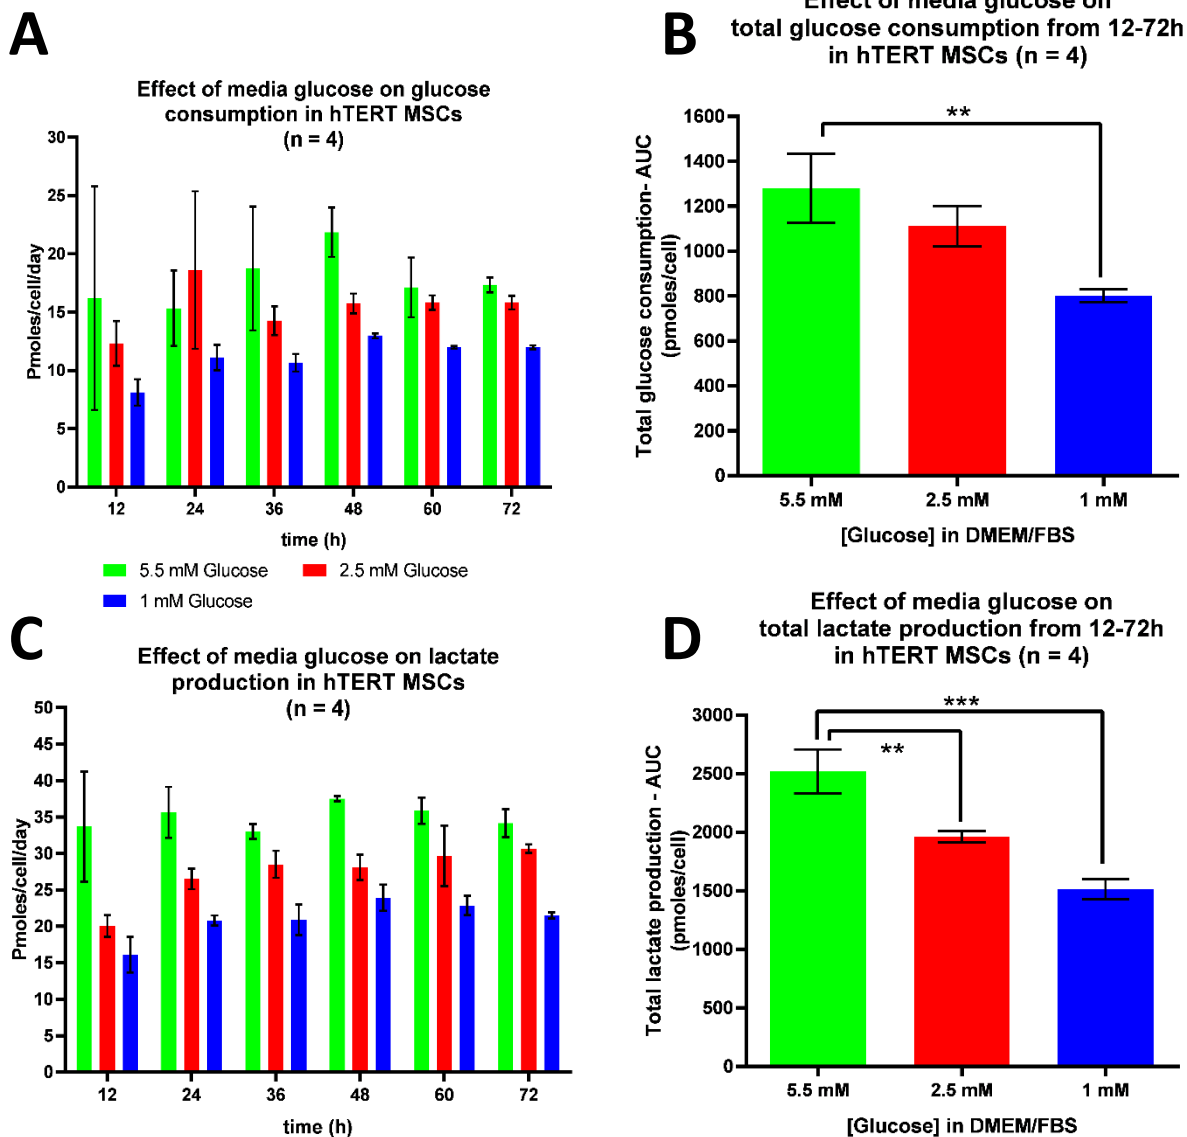 A
Effect of media glucose on glucose
consumption in hTERT MSCs
(n = 4)
Pmoles/cell/day
30
25
20
15
10
5
0
12 24 36 48 60 72
time (h)
5.5 mM Glucose 2.5 mM Glucose
1 mM Glucose
B
Effect of media glucose on
total glucose consumption from 12-72h
in hTERT MSCs (n = 4)
Total glucose consumption- AUC
(pmoles/cell)
1600
1400
1200
1000
800
600
400
200
0
**
5.5 mM 2.5 mM 1 mM
[Glucose] in DMEM/FBS
C
Effect of media glucose on lactate
production in hTERT MSCs
(n = 4)
Pmoles/cell/day
50
45
40
35
30
25
20
15
10
5
0
12 24 36 48 60 72
time (h)
D
Effect of media glucose on
total lactate production from 12-72h
in hTERT MSCs (n = 4)
Total lactate production - AUC
(pmoles/cell)
3000
2500
2000
1500
1000
500
0
***
**
5.5 mM 2.5 mM 1 mM
[Glucose] in DMEM/FBS